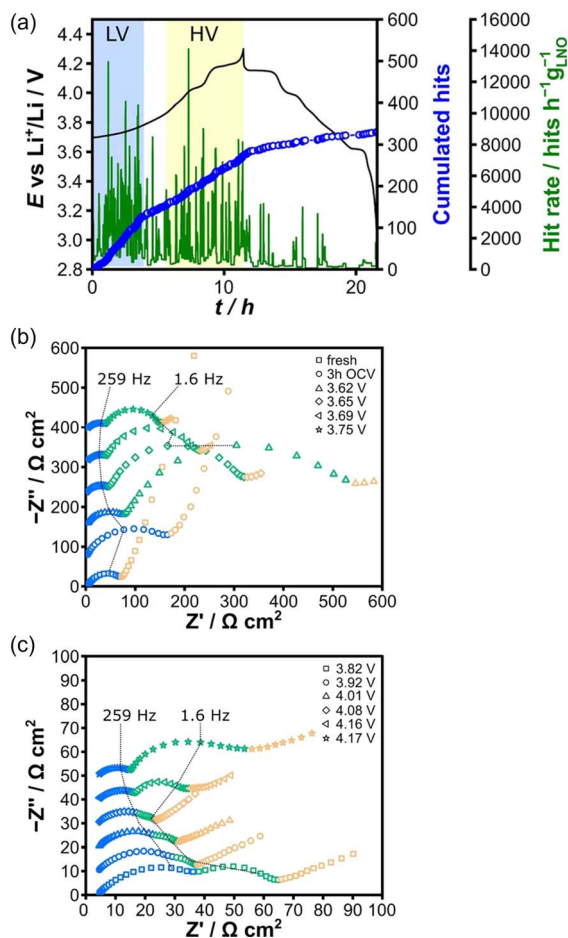 (a)
LV
HV
4.4
4.2
4.0
3.8
3.6
3.4
3.2
3.0
2.8
E vs Li⁺/Li / V
0
10
20
t / h
600
500
400
300
200
100
0
Cumulated hits
16000
14000
12000
10000
8000
6000
4000
2000
0
Hit rate / hits h⁻¹g⁻¹LNO
(b)
600
500
400
300
200
100
0
−Z'' / Ω cm²
259 Hz
1.6 Hz
fresh
3h OCV
3.62 V
3.65 V
3.69 V
3.75 V
0 100 200 300 400 500 600
Z' / Ω cm²
(c)
100
90
80
70
60
50
40
30
20
10
0
−Z'' / Ω cm²
259 Hz
1.6 Hz
3.82 V
3.92 V
4.01 V
4.08 V
4.16 V
4.17 V
0 10 20 30 40 50 60 70 80 90 100
Z' / Ω cm²